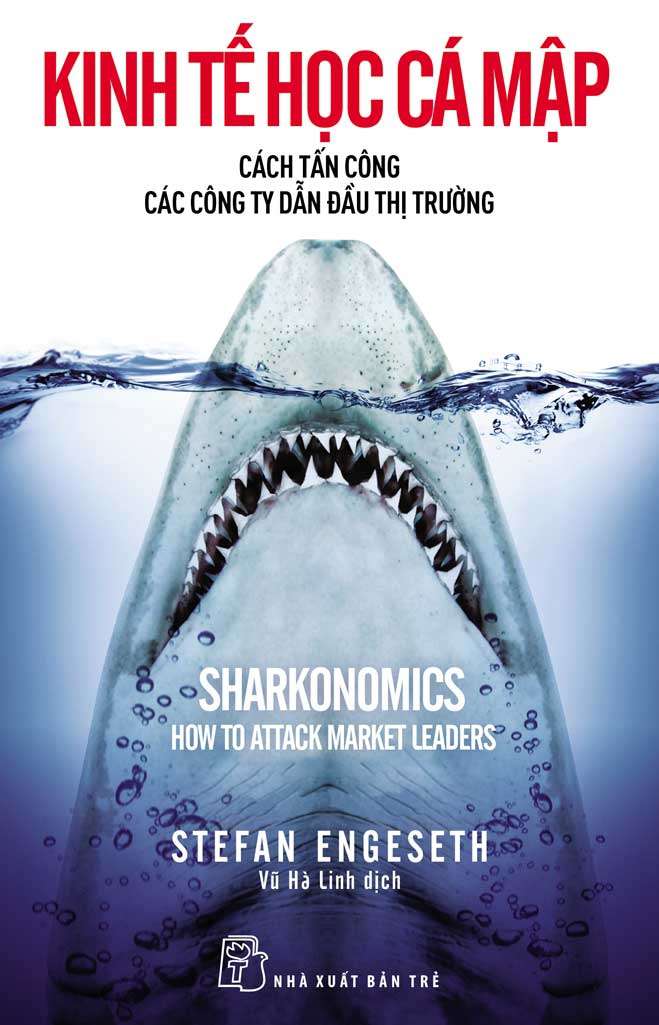 KINH TẾ HỌC CÁ MẬP
CÁCH TẤN CÔNG
CÁC CÔNG TY DẪN ĐẦU THỊ TRƯỜNG
SHARKONOMICS
HOW TO ATTACK MARKET LEADERS
STEFAN ENGESETH
Vũ Hà Linh dịch
T
NHÀ XUẤT BẢN TRẺ